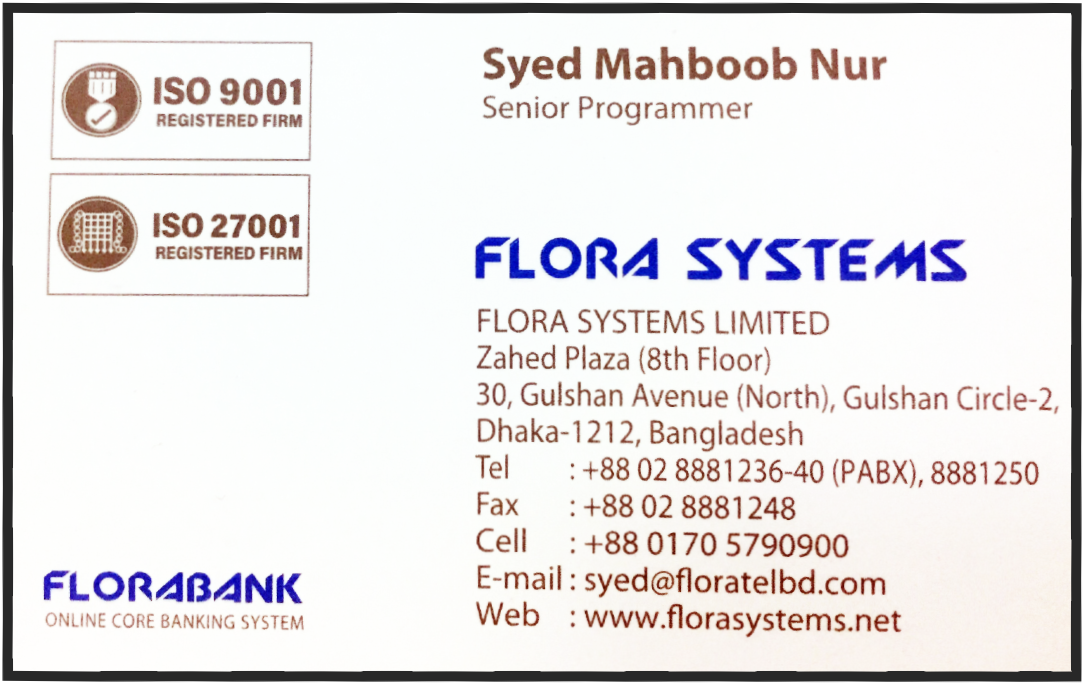 ISO 9001
REGISTERED FIRM
ISO 27001
REGISTERED FIRM
Syed Mahboob Nur
Senior Programmer
FLORA SYSTEMS
FLORA SYSTEMS LIMITED
Zahed Plaza (8th Floor)
30, Gulshan Avenue (North), Gulshan Circle-2,
Dhaka-1212, Bangladesh
Tel : +88 02 8881236-40 (PABX), 8881250
Fax : +88 02 8881248
Cell : +88 0170 5790900
E-mail : syed@floratelbd.com
Web : www.florasystems.net
FLORABANK
ONLINE CORE BANKING SYSTEM